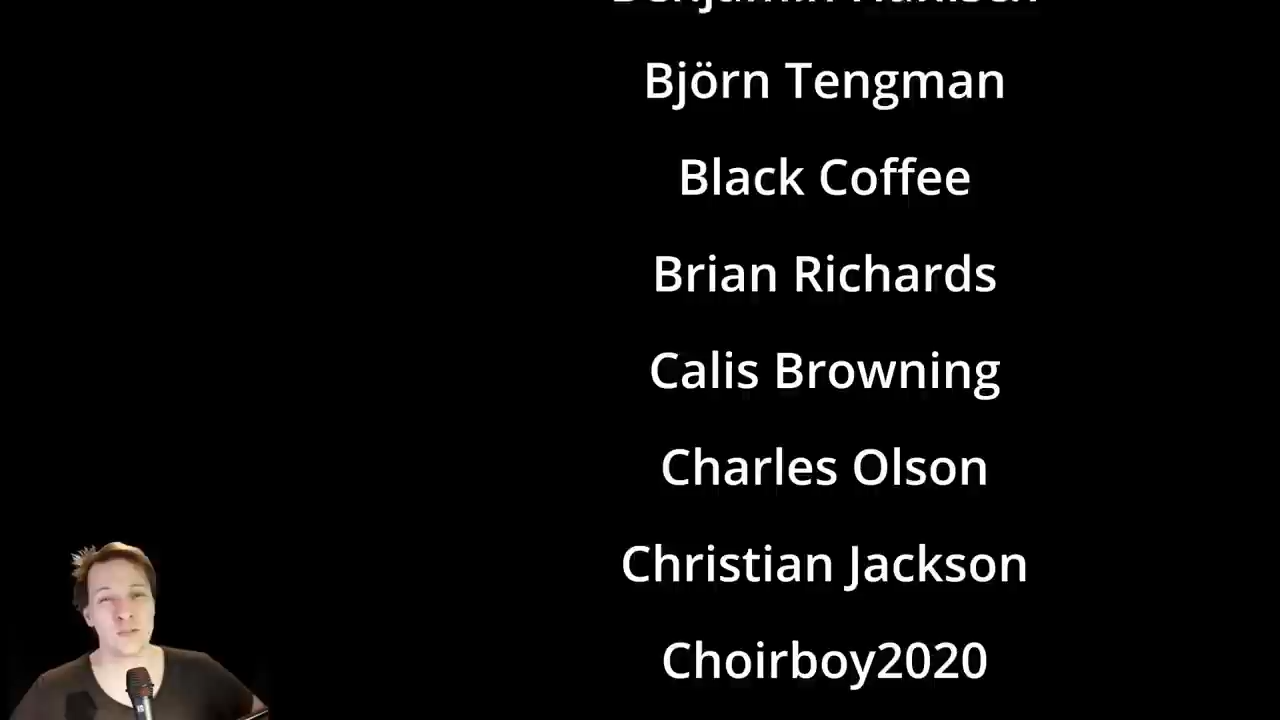 Björn Tengman
Black Coffee
Brian Richards
Calis Browning
Charles Olson
Christian Jackson
Choirboy2020